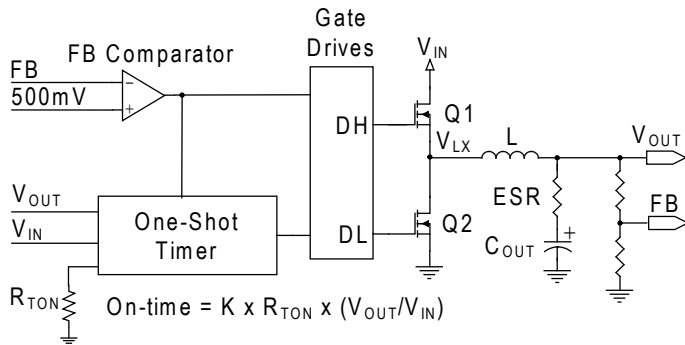 Gate
Drives
FB Comparator
V_IN
FB
−
500mV
+
Q1
DH
V_LX
L
V_OUT
V_OUT
ESR
FB
V_IN
One-Shot
Timer
DL
Q2
+
C_OUT
R_TON
On-time = K x R_TON x (V_OUT/V_IN)